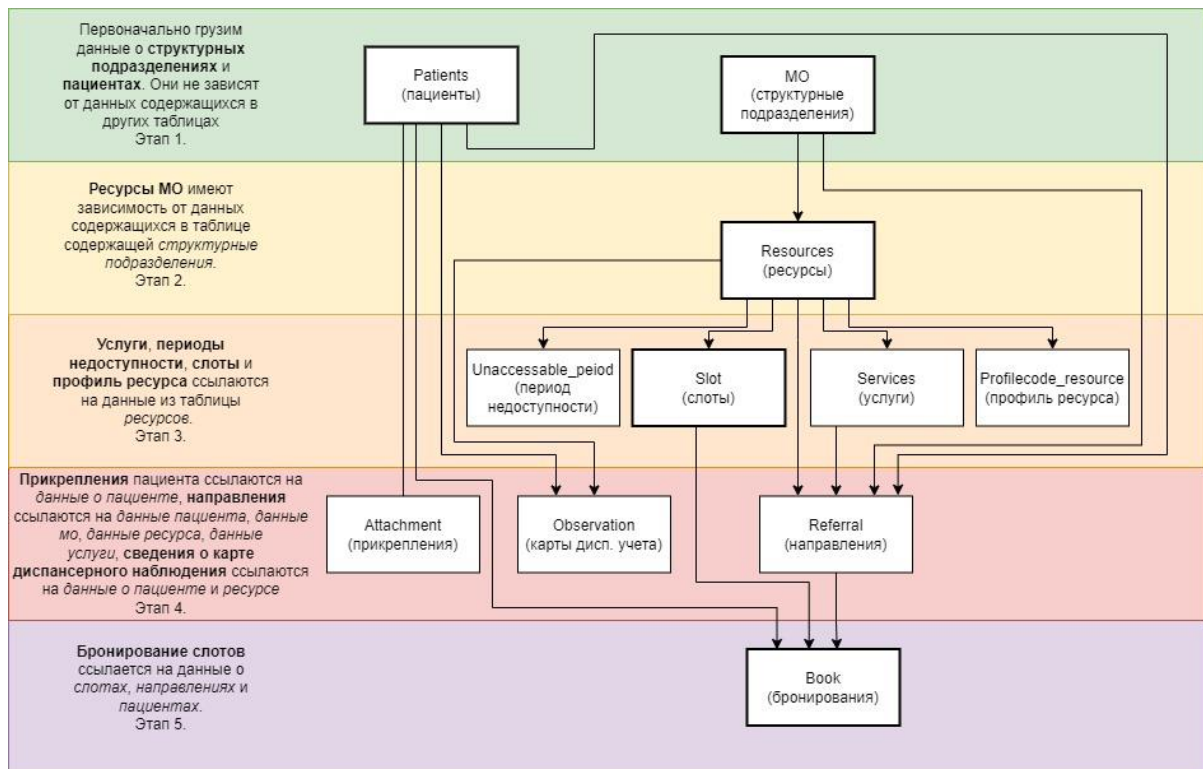 Первоначально грузим
данные о структурных
подразделениях и
пациентах. Они не зависят
от данных содержащихся в
других таблицах
Этап 1.
Patients
(пациенты)
МО
(структурные
подразделения)
Ресурсы МО имеют
зависимость от данных
содержащихся в таблице
содержащей структурные
подразделения.
Этап 2.
Resources
(ресурсы)
Услуги, периоды
недоступности, слоты и
профиль ресурса ссылаются
на данные из таблицы
ресурсов.
Этап 3.
Unaccessable_peiod
(период
недоступности)
Slot
(слоты)
Services
(услуги)
Profilecode_resource
(профиль ресурса)
Прикрепления пациента ссылаются на
данные о пациенте, направления
ссылаются на данные пациента, данные
мо, данные ресурса, данные
услуги, сведения о карте
диспансерного наблюдения ссылаются
на данные о пациенте и ресурсе
Этап 4.
Attachment
(прикрепления)
Observation
(карты дисп. учета)
Referral
(направления)
Бронирование слотов
ссылается на данные о
слотах, направлениях и
пациентах.
Этап 5.
Book
(бронирования)